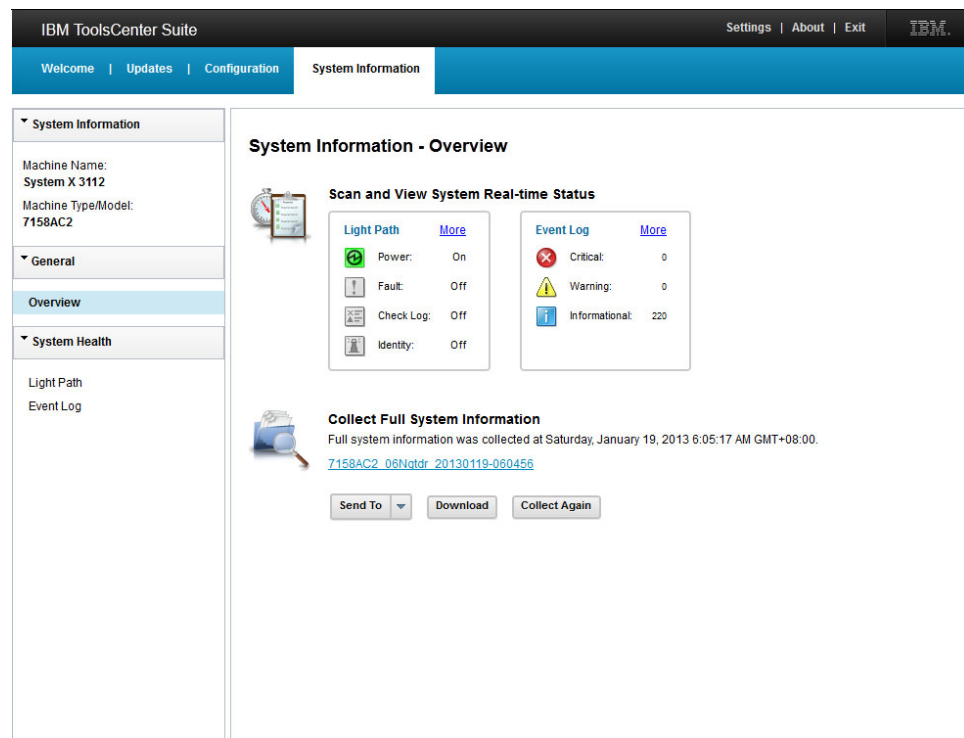 IBM ToolsCenter Suite
Settings | About | Exit
IBM.
Welcome | Updates | Configuration
System Information
System Information
Machine Name:
System X 3112
Machine Type/Model:
7158AC2
General
Overview
System Health
Light Path
Event Log
System Information - Overview
Scan and View System Real-time Status
Light Path More
Power: On
Fault: Off
Check Log: Off
Identity: Off
Event Log More
Critical: 0
Warning: 0
Informational: 220
Collect Full System Information
Full system information was collected at Saturday, January 19, 2013 6:05:17 AM GMT+08:00.
7158AC2_06Nqtdr_20130119-060456
Send To
Download
Collect Again